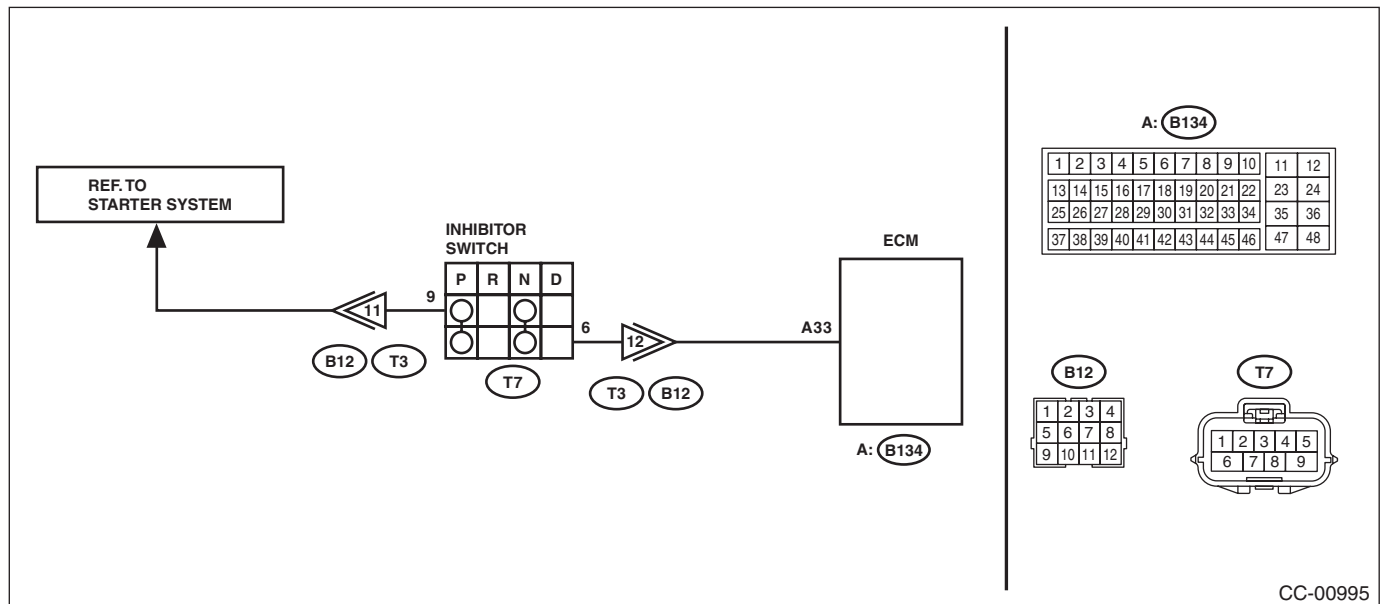 REF. TO
STARTER SYSTEM
INHIBITOR
SWITCH
P R N D
9
11
B12 T3
T7
6
12
T3 B12
A33
ECM
A: B134
A: B134
1 2 3 4 5 6 7 8 9 10 11 12
13 14 15 16 17 18 19 20 21 22 23 24
25 26 27 28 29 30 31 32 33 34 35 36
37 38 39 40 41 42 43 44 45 46 47 48
B12
1 2 3 4
5 6 7 8
9 10 11 12
T7
1 2 3 4 5
6 7 8 9
CC-00995